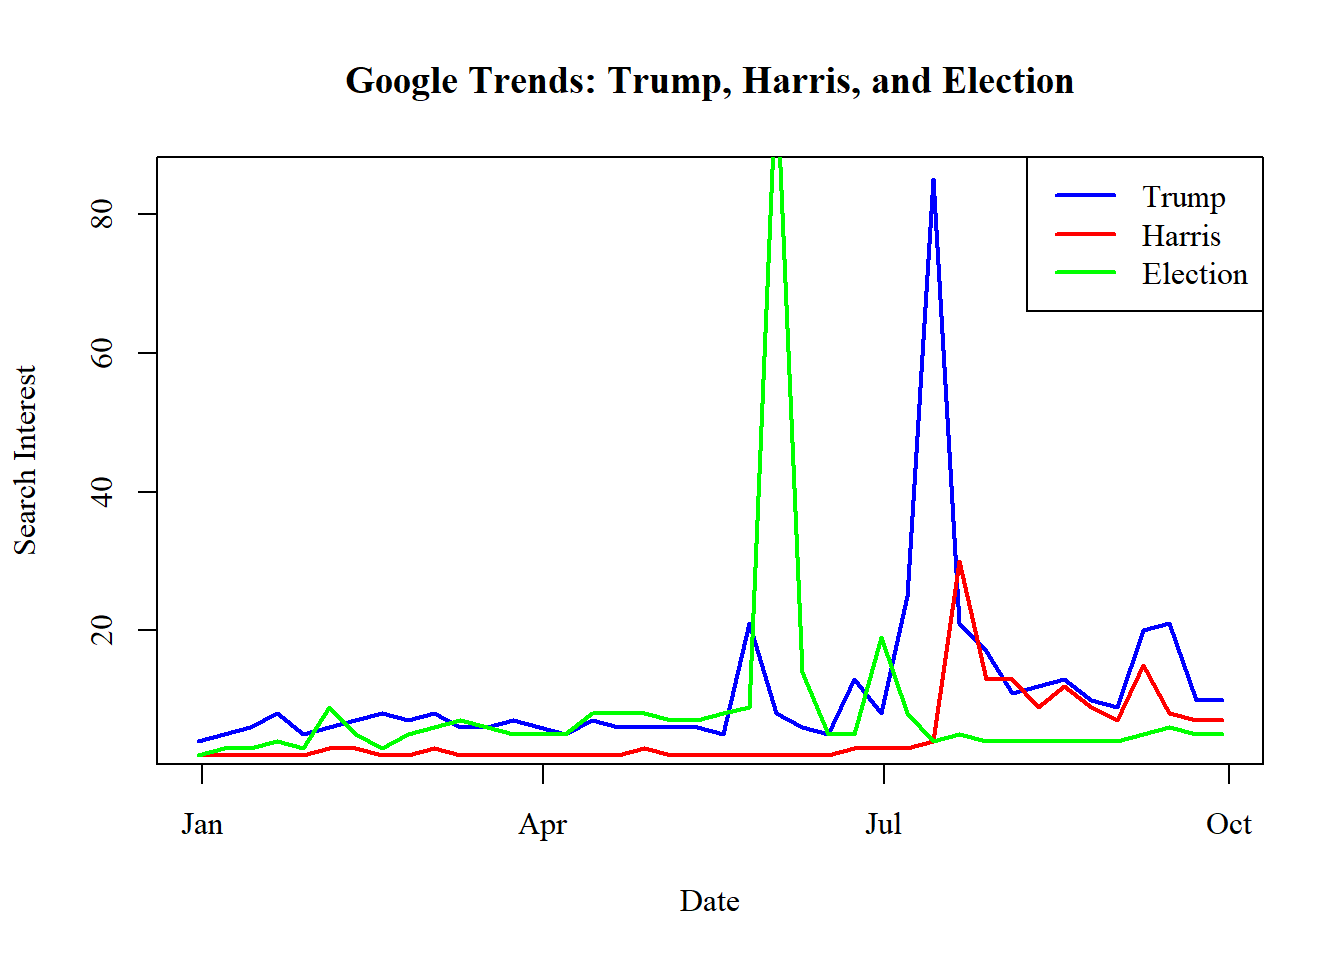 Google Trends: Trump, Harris, and Election
Trump
Harris
Election
80
60
40
20
Search Interest
Jan Apr Jul Oct
Date